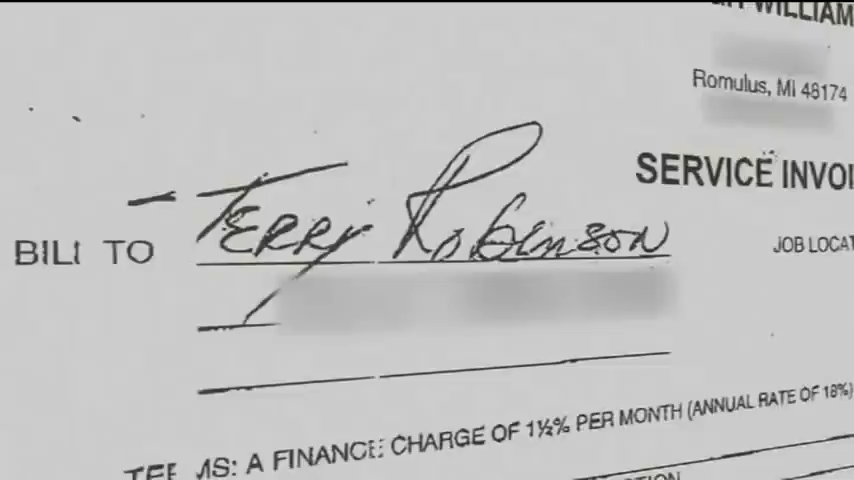 WILLIAM
Romulus, MI 48174
SERVICE INVOI
JOB LOCAT
BILL TO Terry Robinson
TERMS: A FINANCE CHARGE OF 1½% PER MONTH (ANNUAL RATE OF 18%)